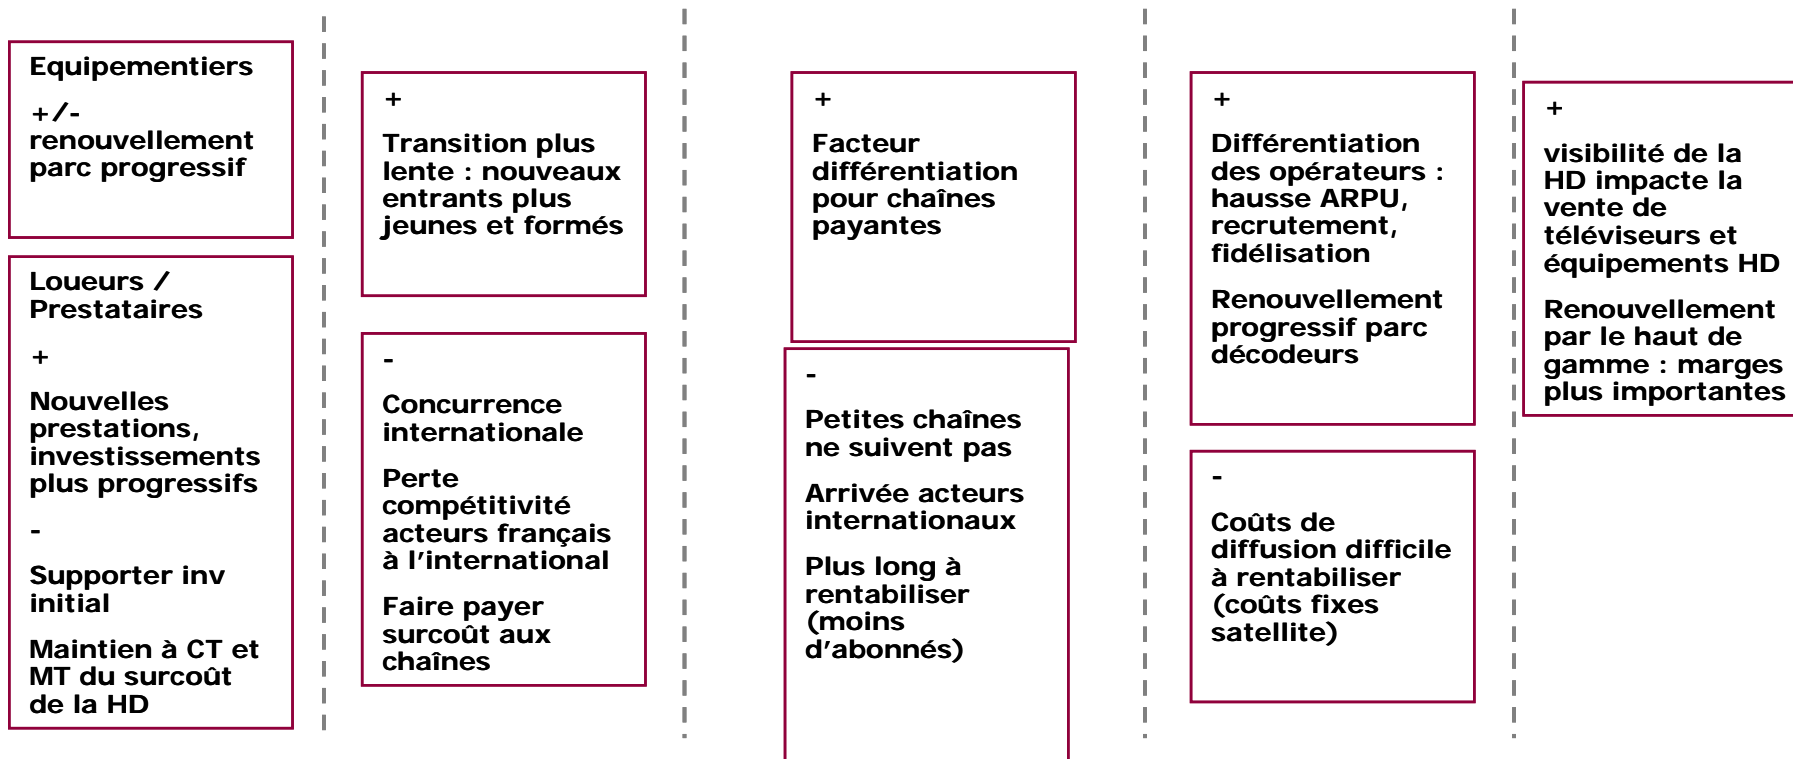 Equipementiers
+/-
renouvellement
parc progressif
Loueurs /
Prestataires
+
Nouvelles
prestations,
investissements
plus progressifs
-
Supporter inv
initial
Maintien à CT et
MT du surcoût
de la HD
+
Transition plus
lente : nouveaux
entrants plus
jeunes et formés
-
Concurrence
internationale
Perte
compétitivité
acteurs français
à l’international
Faire payer
surcoût aux
chaînes
+
Facteur
différentiation
pour chaînes
payantes
-
Petites chaînes
ne suivent pas
Arrivée acteurs
internationaux
Plus long à
rentabiliser
(moins
d’abonnés)
+
Différentiation
des opérateurs :
hausse ARPU,
recrutement,
fidélisation
Renouvellement
progressif parc
décodeurs
-
Coûts de
diffusion difficile
à rentabiliser
(coûts fixes
satellite)
+
visibilité de la
HD impacte la
vente de
téléviseurs et
équipements HD
Renouvellement
par le haut de
gamme : marges
plus importantes